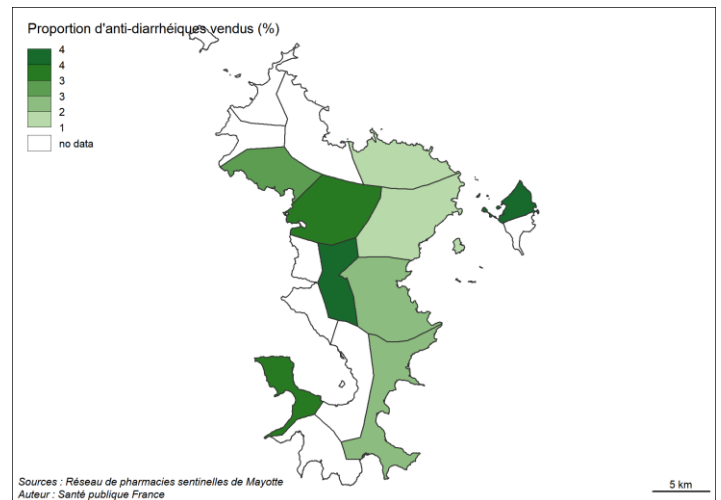 Proportion d'anti-diarrhéiques vendus (%)
4
4
3
3
2
1
no data
Sources : Réseau de pharmacies sentinelles de Mayotte
Auteur : Santé publique France
5 km